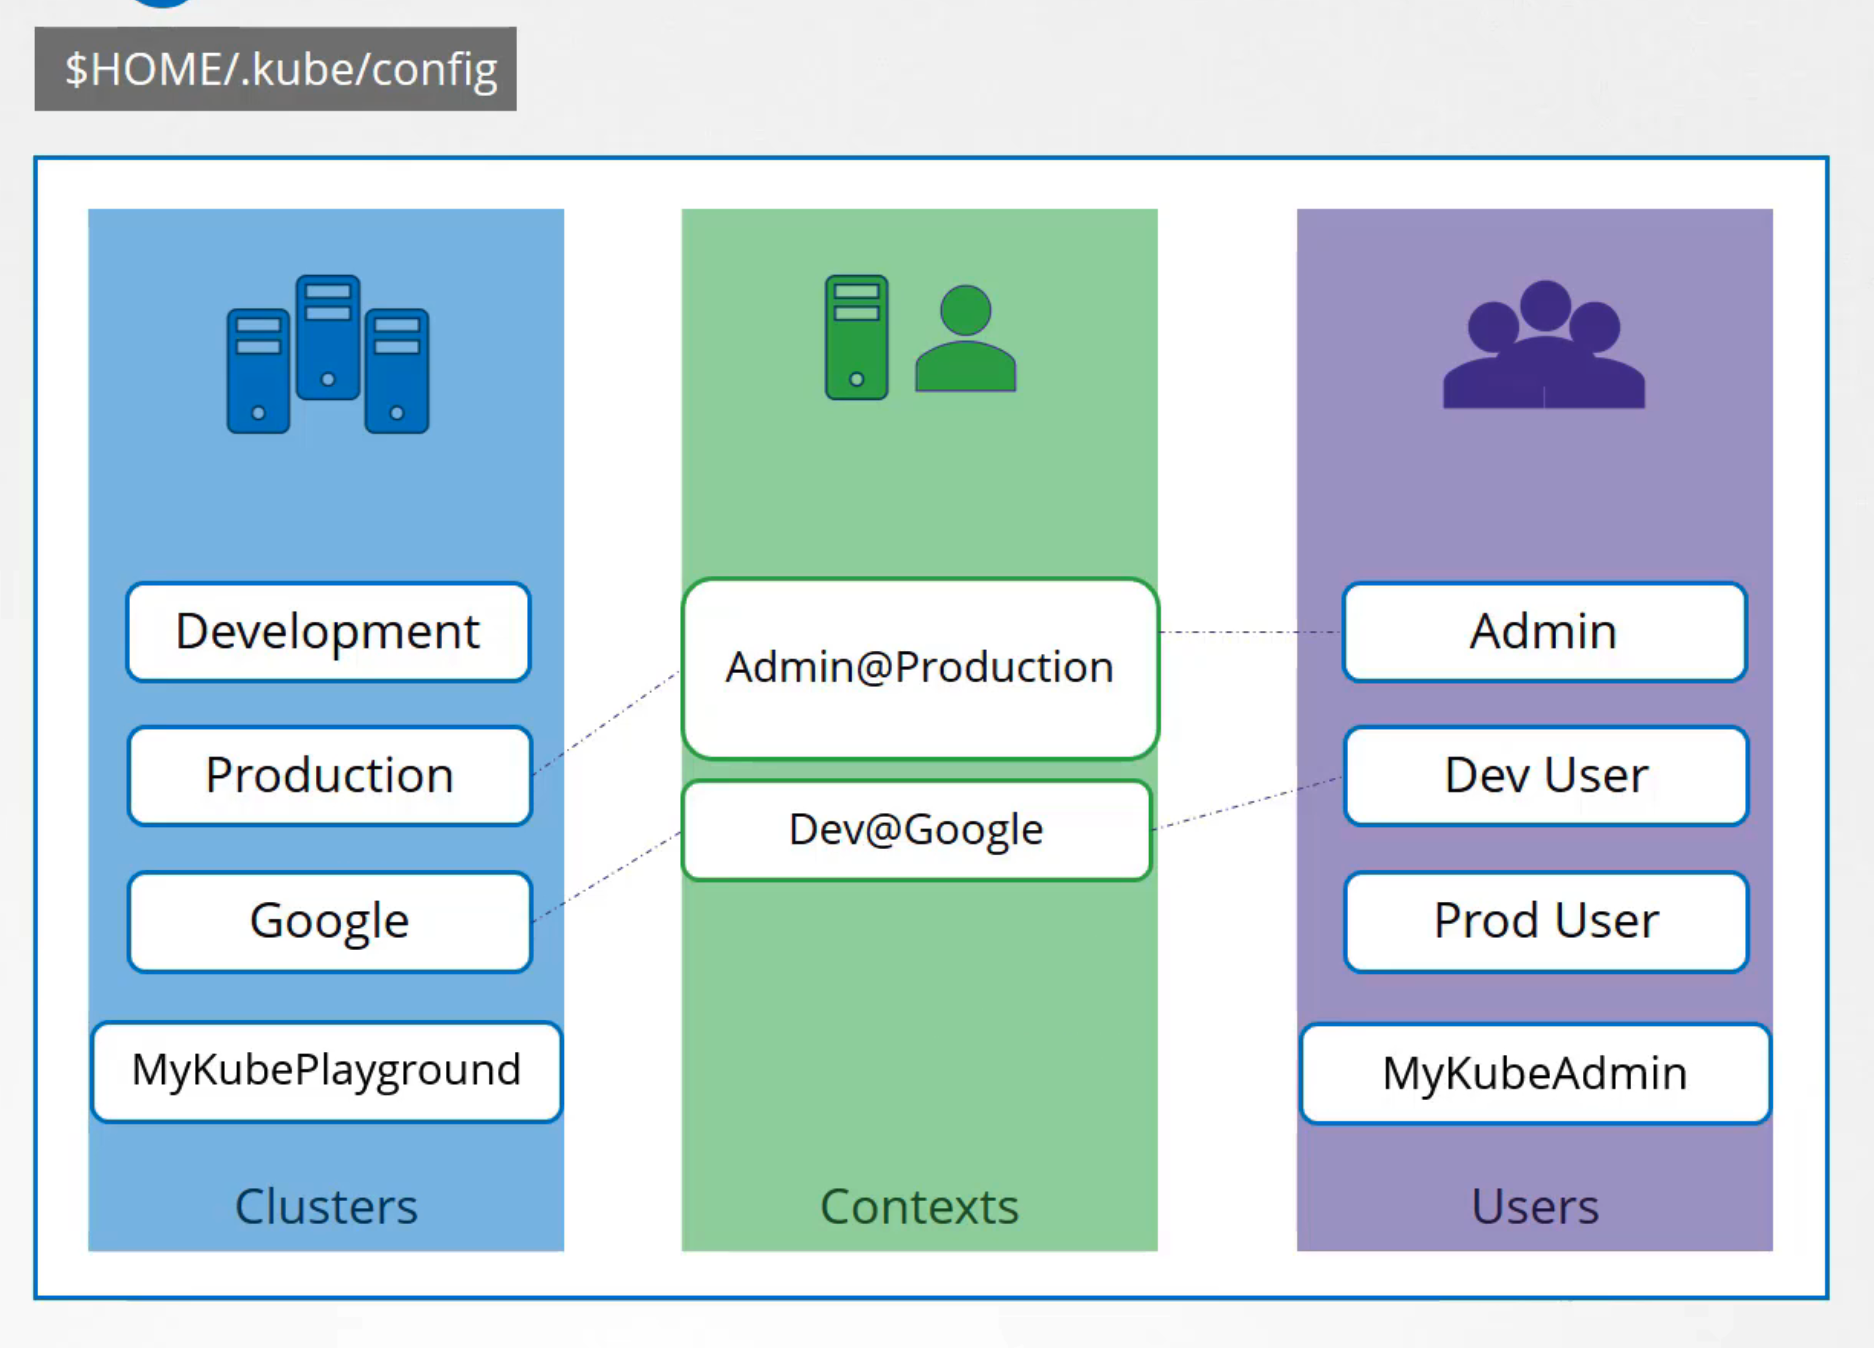 $HOME/.kube/config
Development
Production
Google
MyKubePlayground
Clusters
Admin@Production
Dev@Google
Contexts
Admin
Dev User
Prod User
MyKubeAdmin
Users